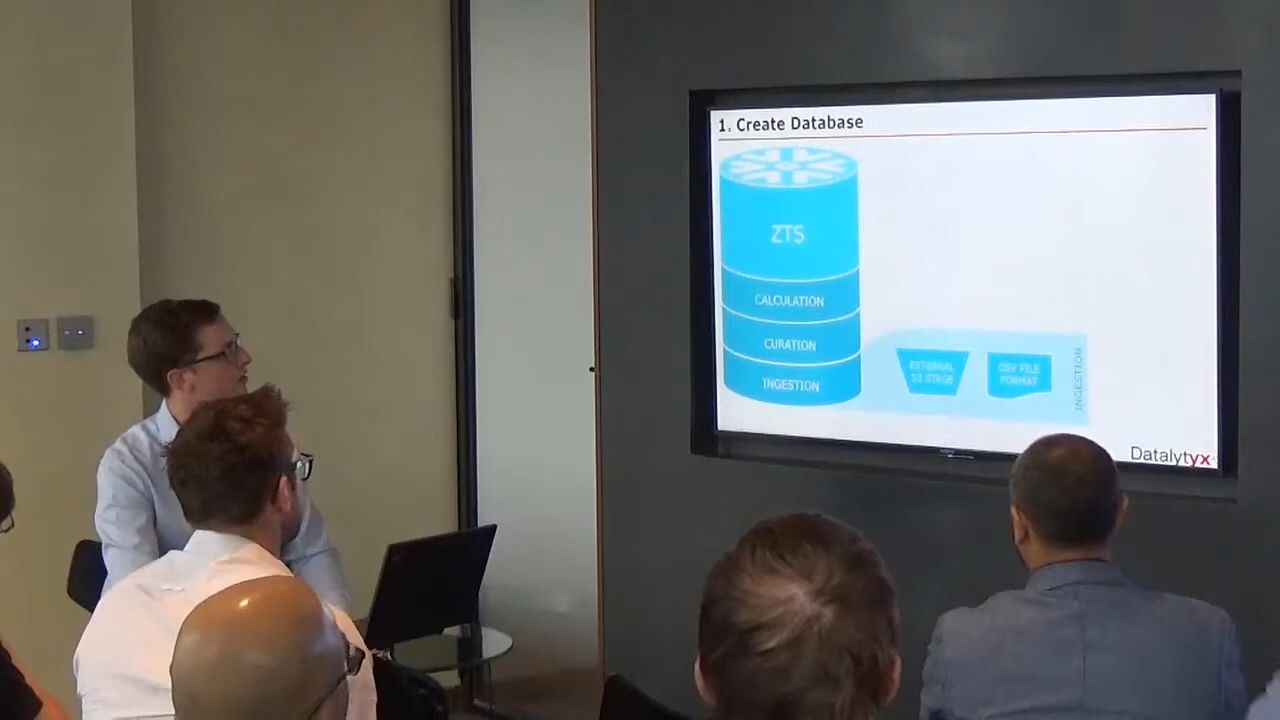 1. Create Database
ZTS
CALCULATION
CURATION
INGESTION
EXTERNAL
S3 STAGE
CSV FILE
FORMAT
INGESTION
Datalytyx